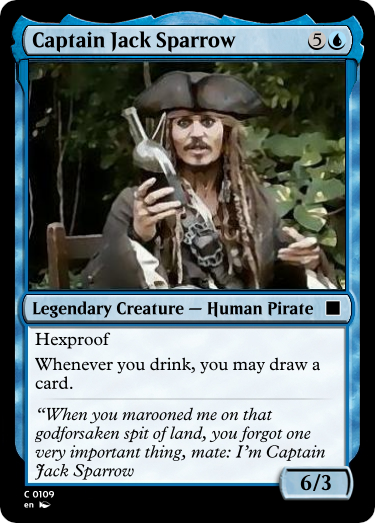 Captain Jack Sparrow 5
Legendary Creature — Human Pirate
Hexproof
Whenever you drink, you may draw a
card.
“When you marooned me on that
godforsaken spit of land, you forgot one
very important thing, mate: I’m Captain
Jack Sparrow
6/3
C 0109
en